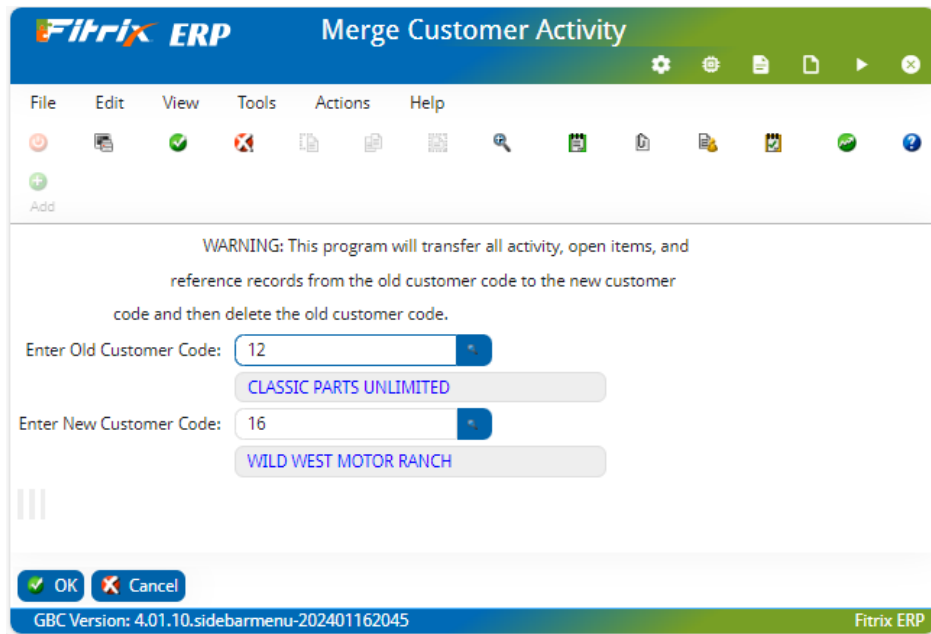 Fitrix ERP Merge Customer Activity
File Edit View Tools Actions Help
Add
WARNING: This program will transfer all activity, open items, and
reference records from the old customer code to the new customer
code and then delete the old customer code.
Enter Old Customer Code: 12
CLASSIC PARTS UNLIMITED
Enter New Customer Code: 16
WILD WEST MOTOR RANCH
OK Cancel
GBC Version: 4.01.10.sidebarmenu-202401162045 Fitrix ERP